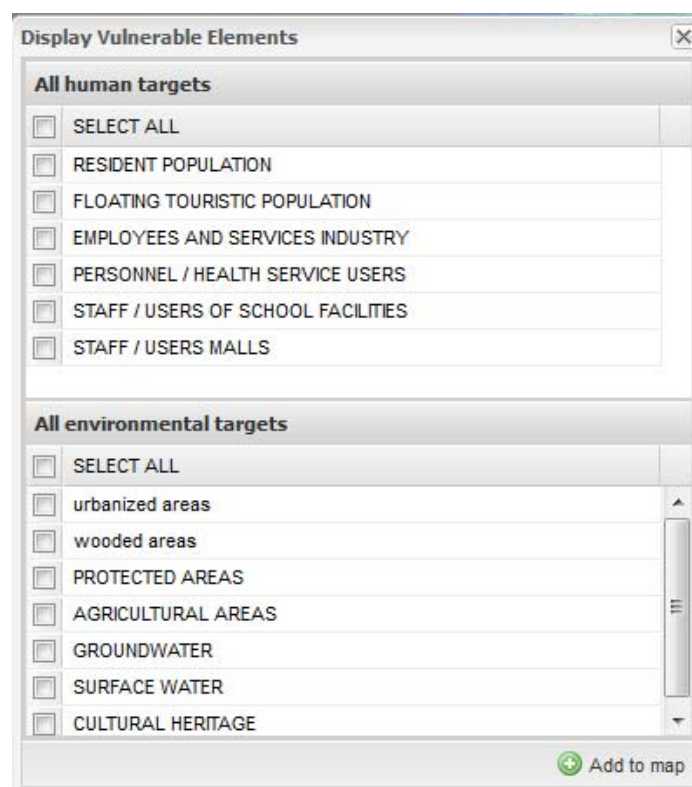 Display Vulnerable Elements
All human targets
SELECT ALL
RESIDENT POPULATION
FLOATING TOURISTIC POPULATION
EMPLOYEES AND SERVICES INDUSTRY
PERSONNEL / HEALTH SERVICE USERS
STAFF / USERS OF SCHOOL FACILITIES
STAFF / USERS MALLS
All environmental targets
SELECT ALL
urbanized areas
wooded areas
PROTECTED AREAS
AGRICULTURAL AREAS
GROUNDWATER
SURFACE WATER
CULTURAL HERITAGE
Add to map